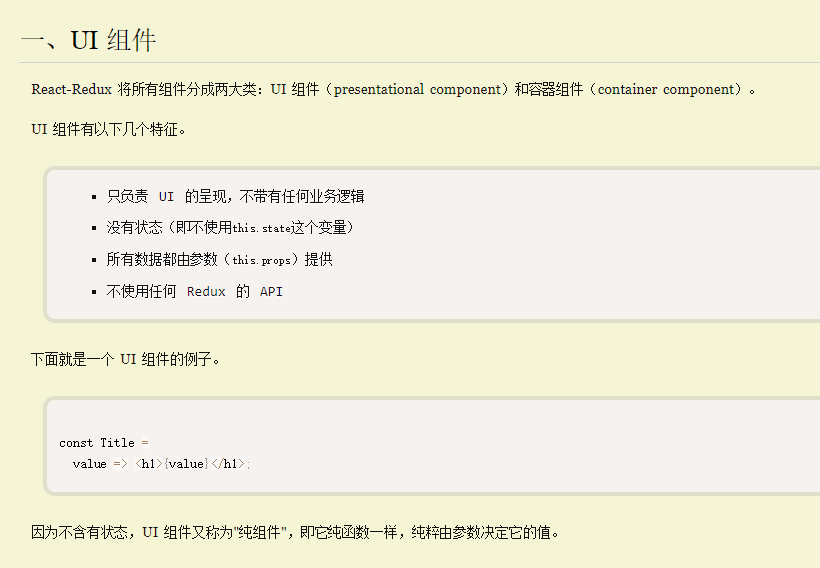 一、UI 组件
React-Redux 将所有组件分成两大类：UI 组件（presentational component）和容器组件（container component）。
UI 组件有以下几个特征。
只负责 UI 的呈现，不带有任何业务逻辑
没有状态（即不使用this.state这个变量）
所有数据都由参数（this.props）提供
不使用任何 Redux 的 API
下面就是一个 UI 组件的例子。
const Title =
value => <h1>{value}</h1>;
因为不含有状态，UI 组件又称为"纯组件"，即它纯函数一样，纯粹由参数决定它的值。